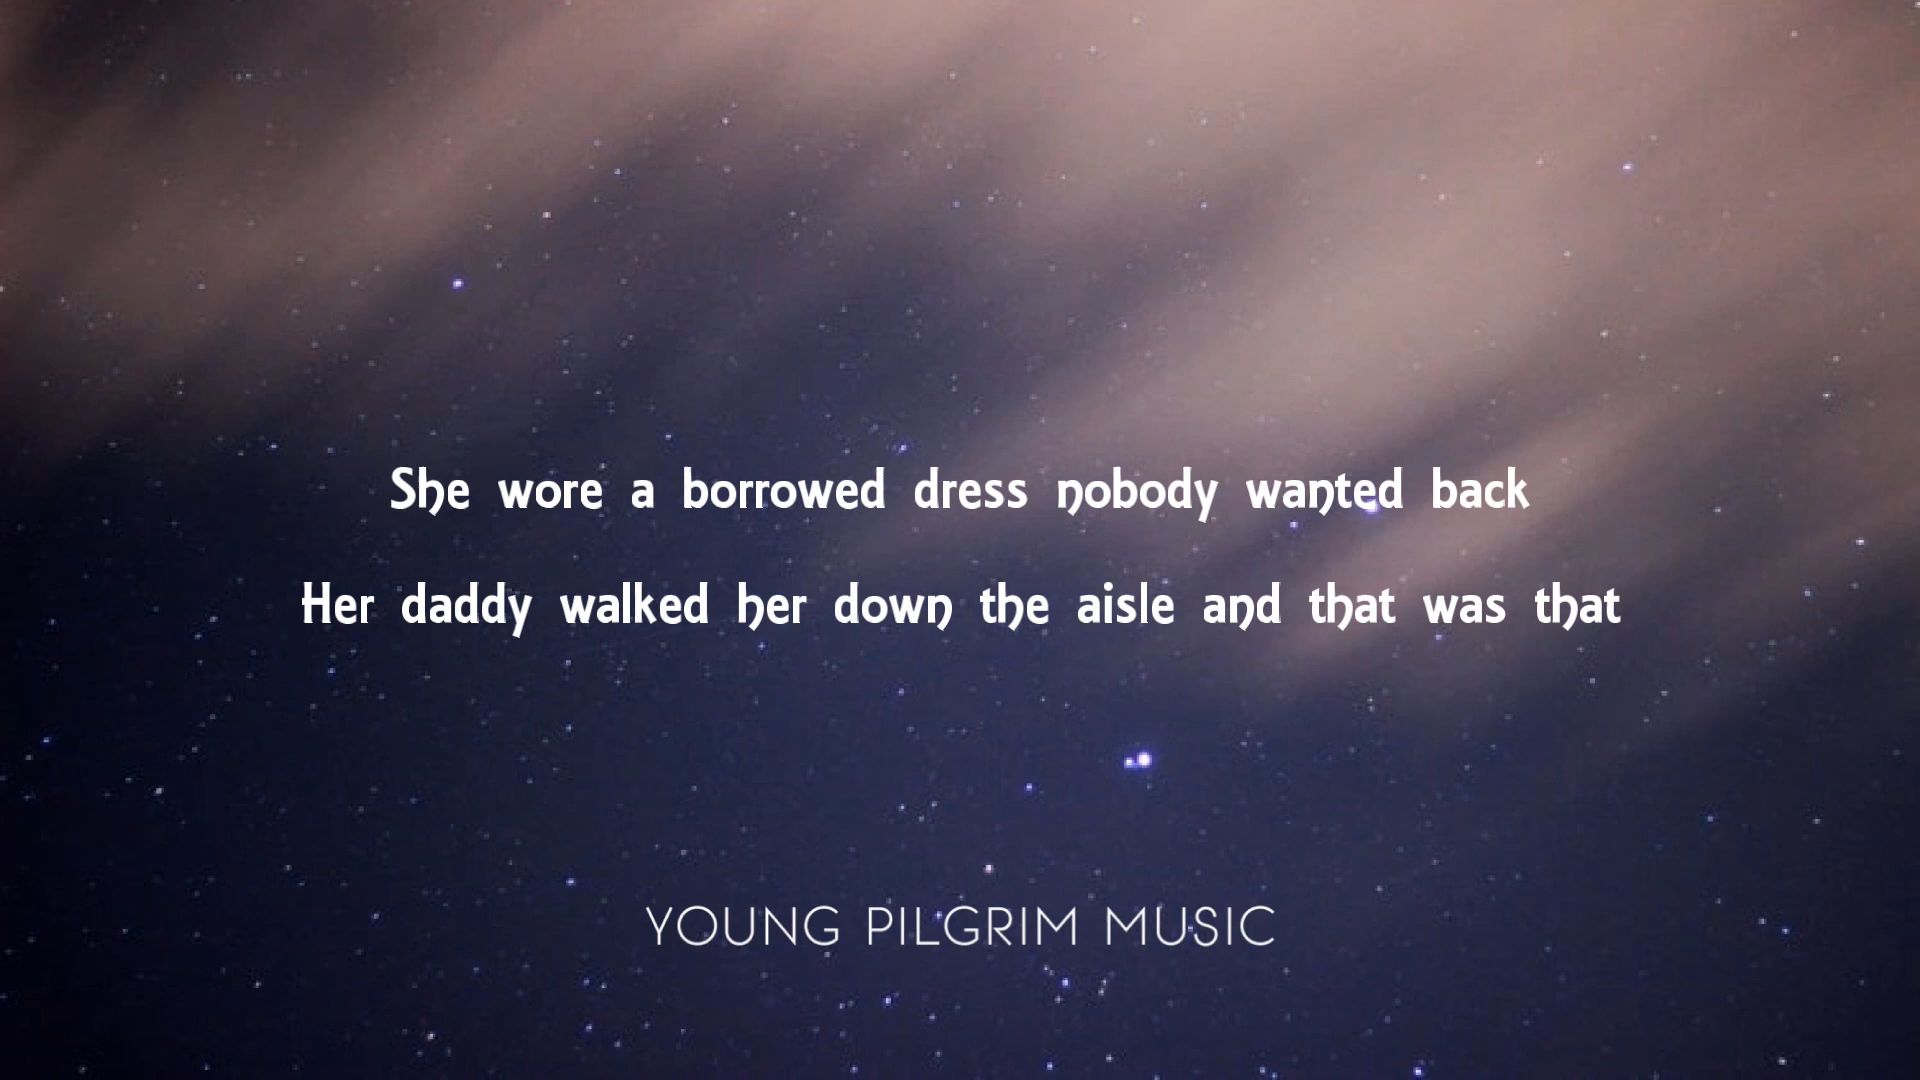 She wore a borrowed dress nobody wanted back
Her daddy walked her down the aisle and that was that
YOUNG PILGRIM MUSIC